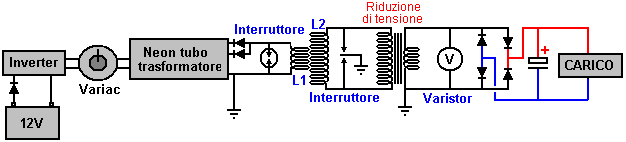 Riduzione
di tensione
Interruttore
L2
Neon tubo
trasformatore
Inverter
Variac
L1
Interruttore
V
Varistor
+
CARICO
12V